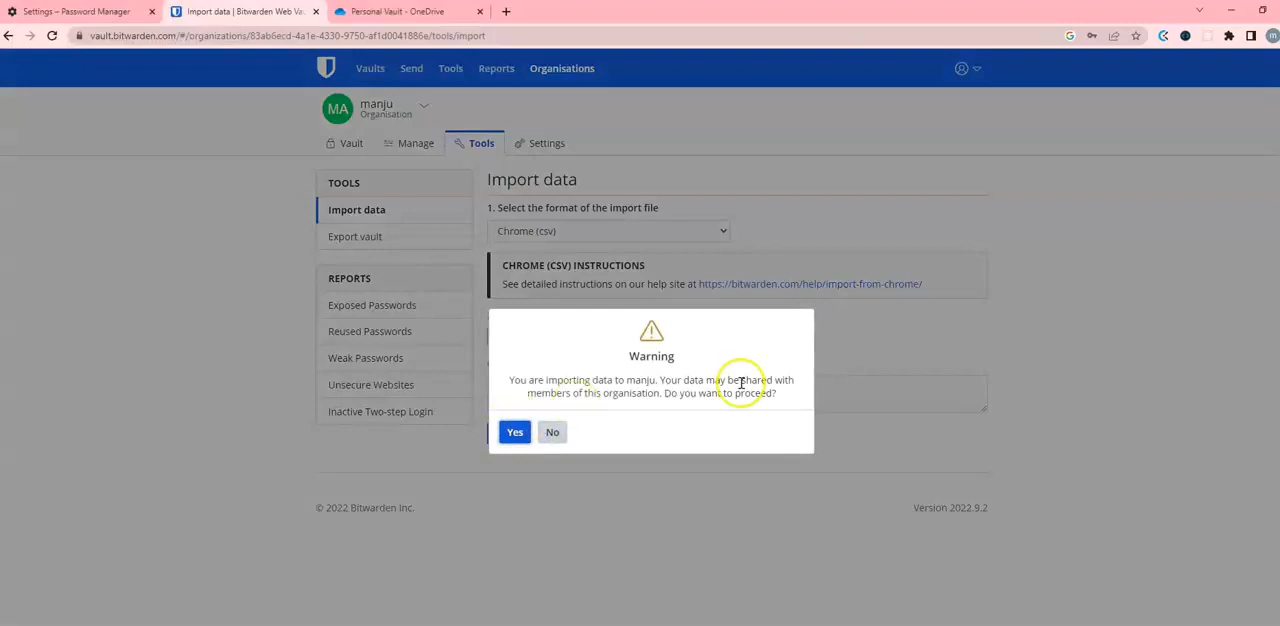 Settings – Password Manager
Import data | Bitwarden Web Va
Personal Vault - OneDrive
vault.bitwarden.com/#/organizations/83ab6ecd-4a1e-4330-9750-af1d0041886e/tools/import
Vaults Send Tools Reports Organisations
MA
manju
Organisation
Vault Manage Tools Settings
TOOLS
Import data
Export vault
REPORTS
Exposed Passwords
Reused Passwords
Weak Passwords
Unsecure Websites
Inactive Two-step Login
Import data
1. Select the format of the import file
Chrome (csv)
CHROME (CSV) INSTRUCTIONS
See detailed instructions on our help site at https://bitwarden.com/help/import-from-chrome/
Warning
You are importing data to manju. Your data may be shared with
members of this organisation. Do you want to proceed?
Yes No
© 2022 Bitwarden Inc. Version 2022.9.2